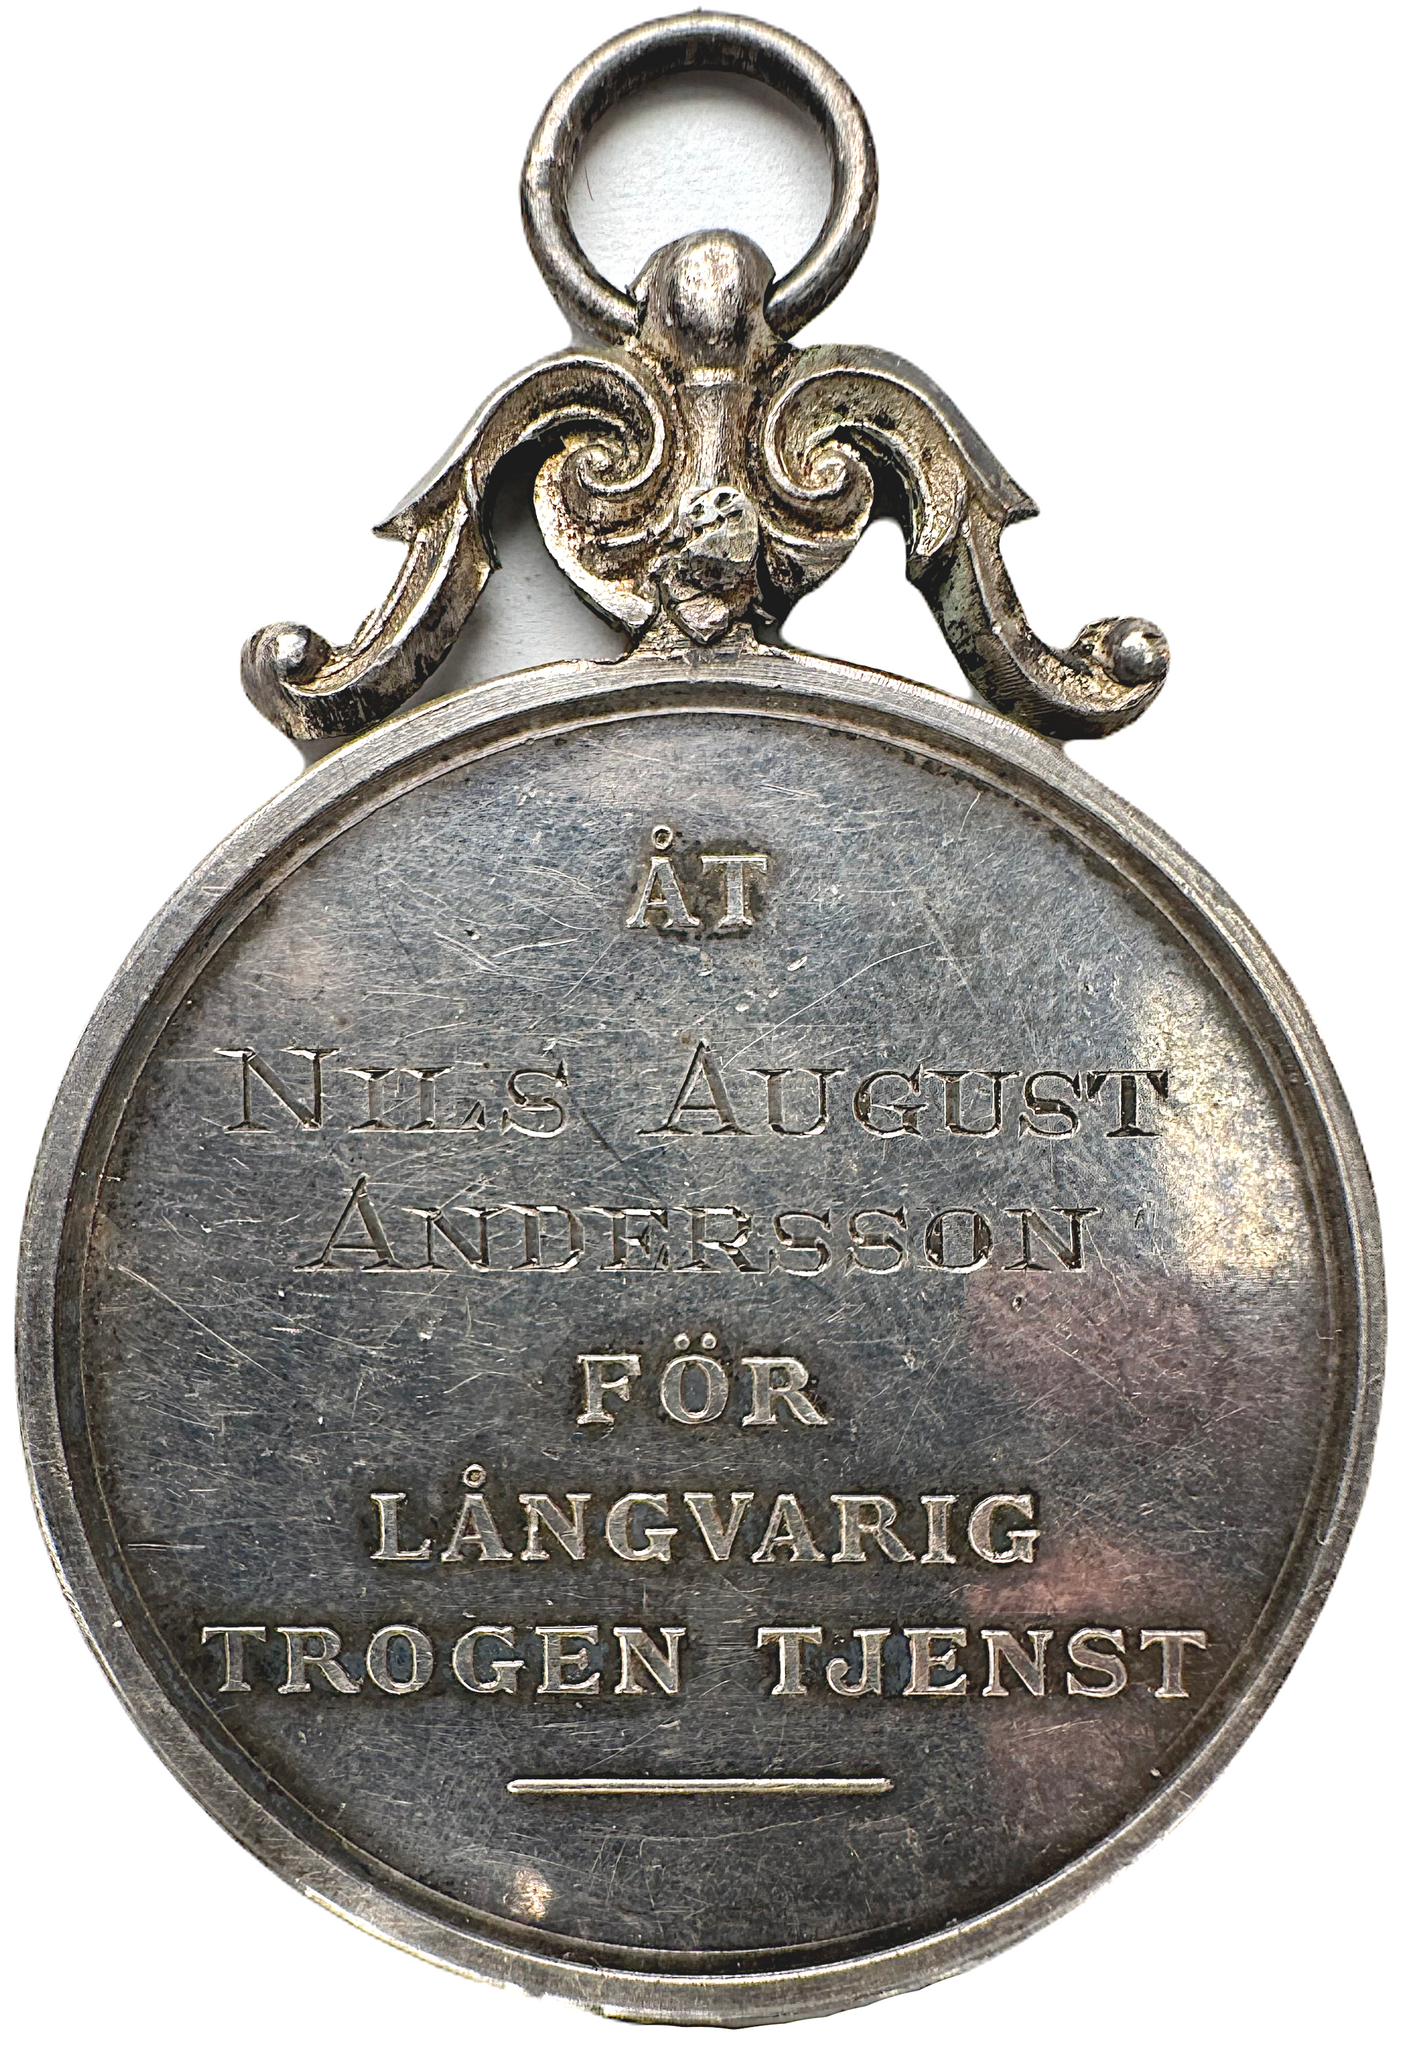 ÅT
NILS AUGUST
ANDERSSON
FÖR
LÅNGVARIG
TROGEN TJENST